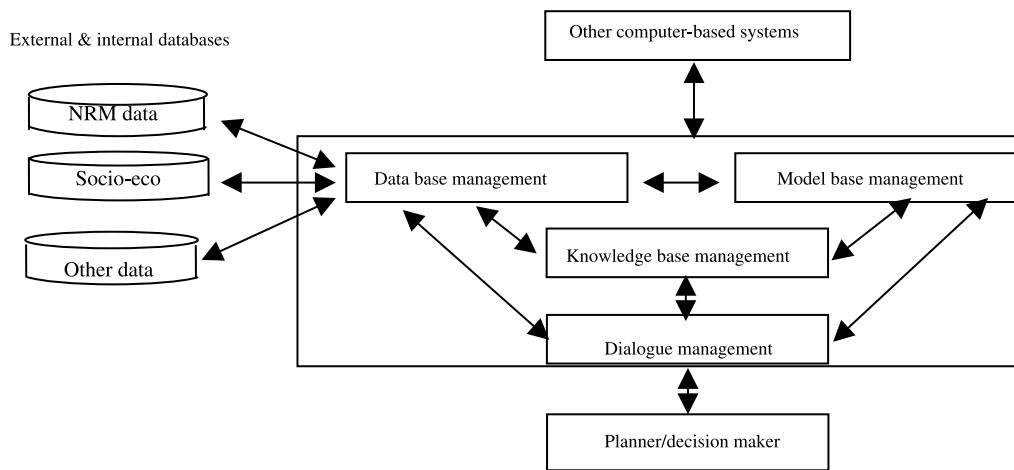 Other computer-based systems
External & internal databases
NRM data
Socio-eco
Data base management
Model base management
Knowledge base management
Other data
Dialogue management
Planner/decision maker